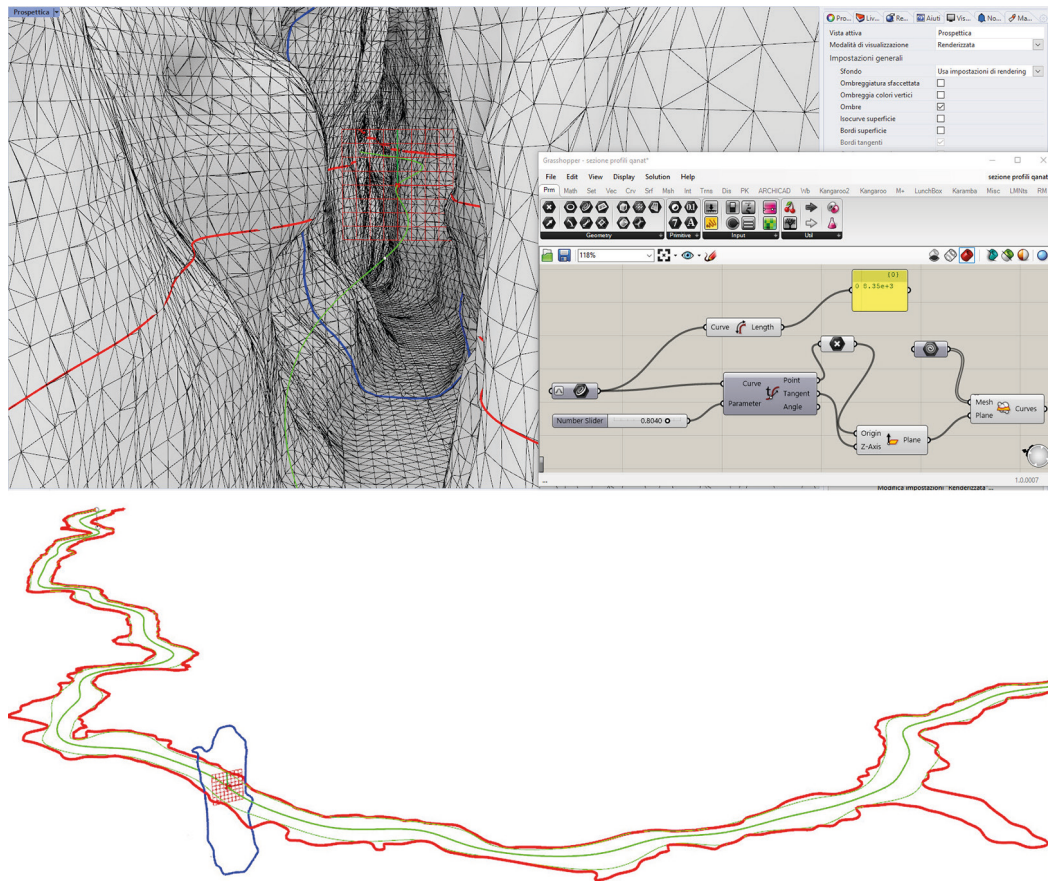 Prospettica
Pro... Liv... Re... Aiuti Vis... No... Ma...
Vista attiva Prospettica
Modalità di visualizzazione Renderizzata
Impostazioni generali
Sfondo Usa impostazioni di rendering
Ombreggiatura sfaccettata
Ombreggia colori vertici
Ombre
Isocurve superficie
Bordi superficie
Bordi tangenti
Grasshopper - sezione profili qanat*
File Edit View Display Solution Help sezione profili qanat*
Prm Math Set Vec Crv Srf Msh Int Trns Dis PK ARCHICAD Wb Kangaroo2 Kangaroo M+ LunchBox Karamba Misc LMNts RM
Geometry Primitive Input Util
118%
{0}
0 8.35e+3
Curve Length
Curve Point
Tangent
Parameter Angle
Number Slider 0.8040
Origin Plane
Z-Axis
Mesh Curves
Plane
...
1.0.0007
Modifica impostazioni "Renderizzata"...